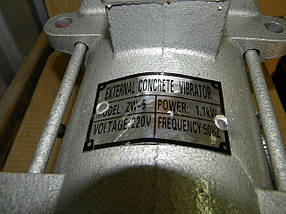 EXTERNAL CONCRETE VIBRATOR
MODEL: ZW-5 POWER: 1.1KW
VOLTAGE: 220V FREQUENCY: 50HZ